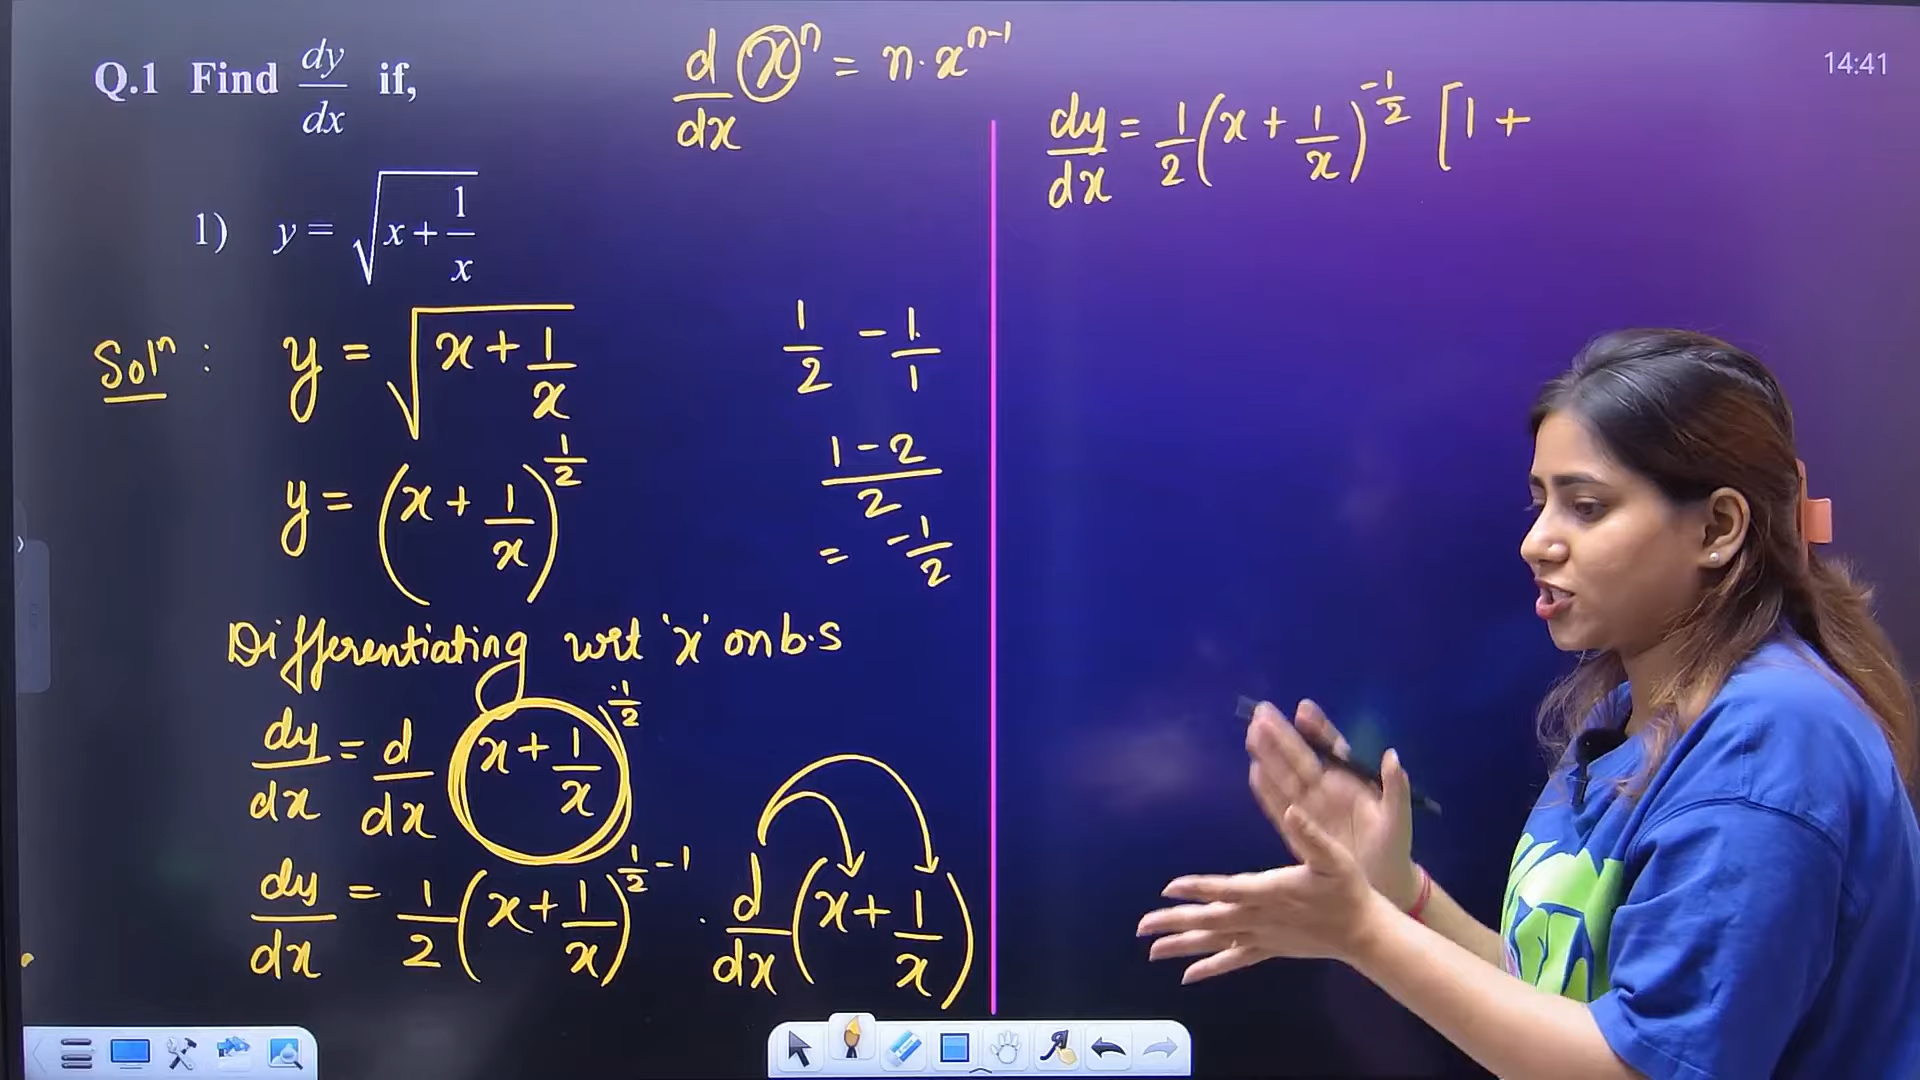 Q.1 Find dy/dx if,
d/dx (x)ⁿ = n·xⁿ⁻¹
1) y = √(x + 1/x)
Solⁿ : y = √(x + 1/x)
y = (x + 1/x)^(1/2)
1/2 - 1/1
(1-2)/2
= -1/2
Differentiating wrt 'x' on b.s
dy/dx = d/dx (x + 1/x)^(1/2)
dy/dx = 1/2 (x + 1/x)^(1/2 - 1) . d/dx (x + 1/x)
14:41
dy/dx = 1/2 (x + 1/x)^(-1/2) [1 +